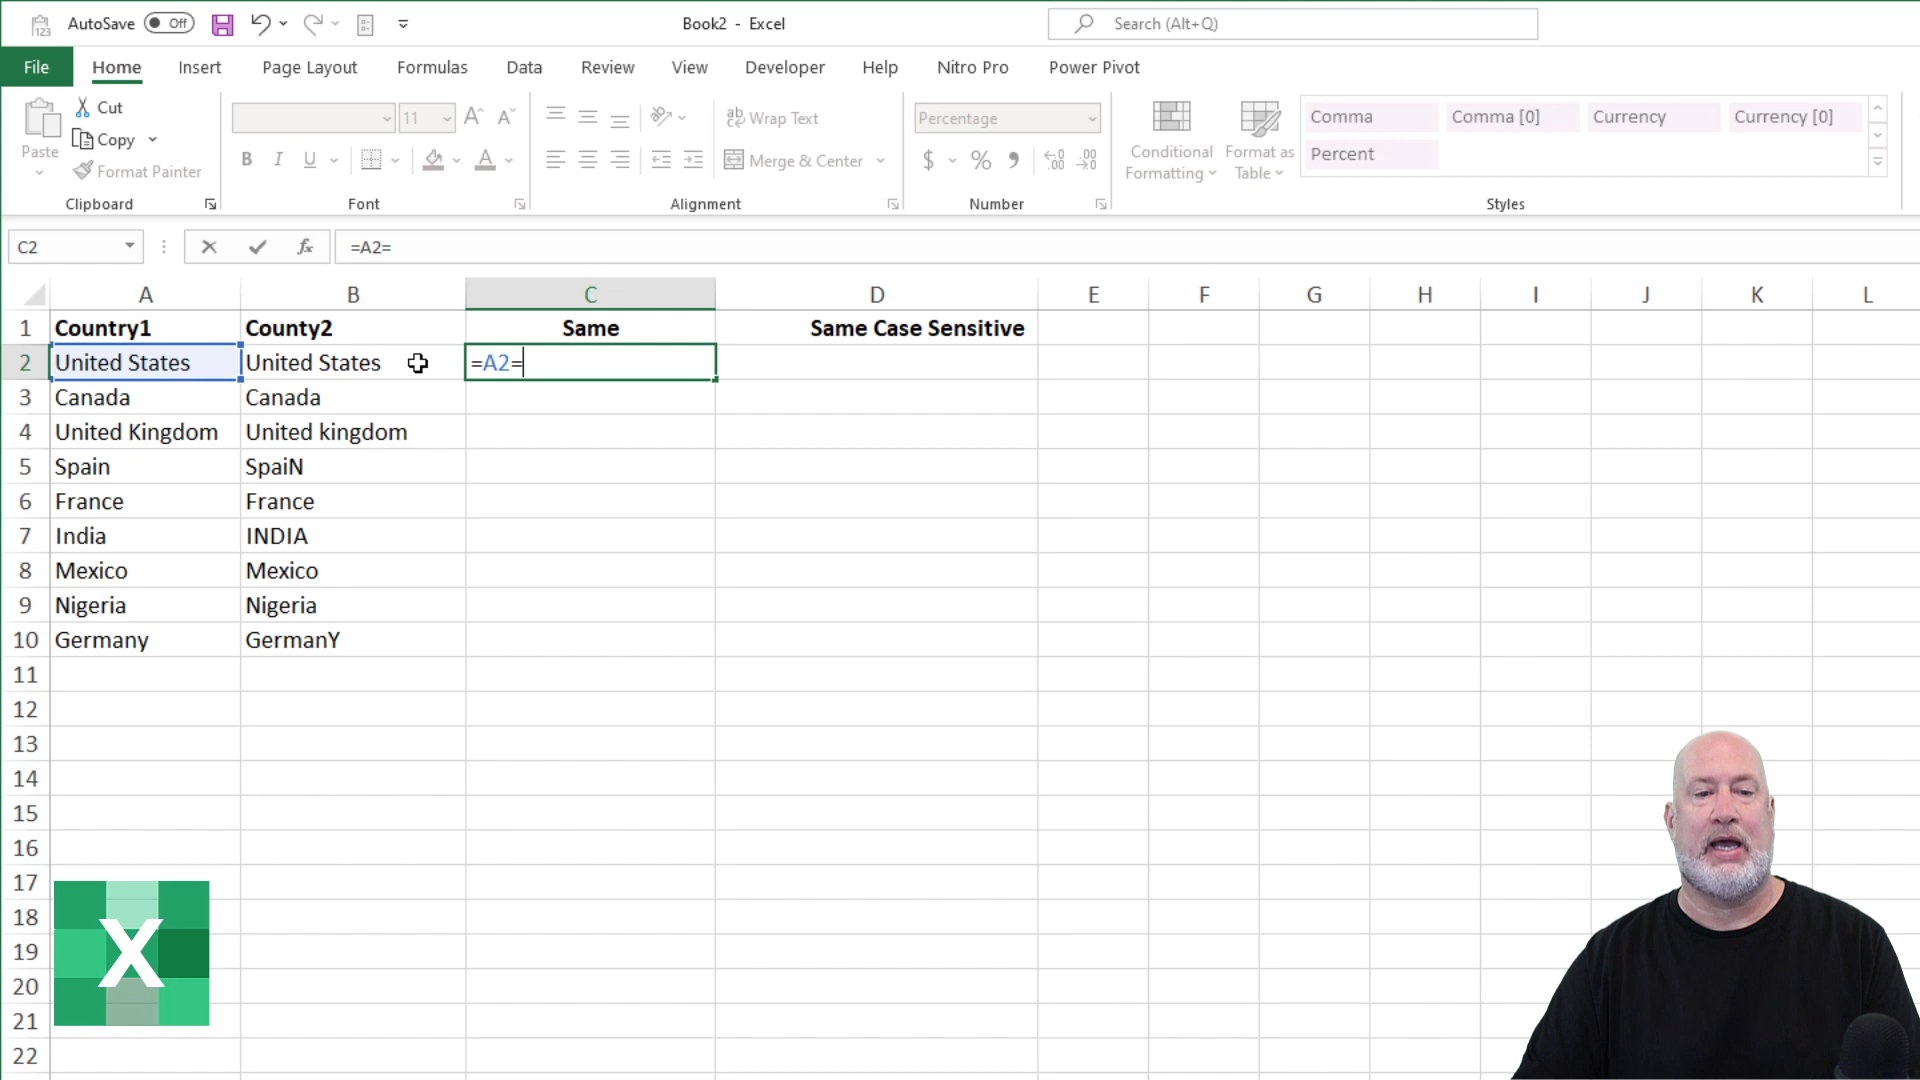 AutoSave Off Book2 - Excel Search (Alt+Q)
File Home Insert Page Layout Formulas Data Review View Developer Help Nitro Pro Power Pivot
Paste Cut Copy Format Painter
Clipboard
11
B I U A
Font
ab Wrap Text
Merge & Center
Alignment
Percentage
$ % 9
Number
Conditional Formatting
Format as Table
Comma Comma [0] Currency Currency [0]
Percent
Styles
C2 fx =A2=
A B C D E F G H I J K L
1 Country1 County2 Same Same Case Sensitive
2 United States United States =A2=
3 Canada Canada
4 United Kingdom United kingdom
5 Spain SpaiN
6 France France
7 India INDIA
8 Mexico Mexico
9 Nigeria Nigeria
10 Germany GermanY
11
12
13
14
15
16
17
18
19
20
21
22
X